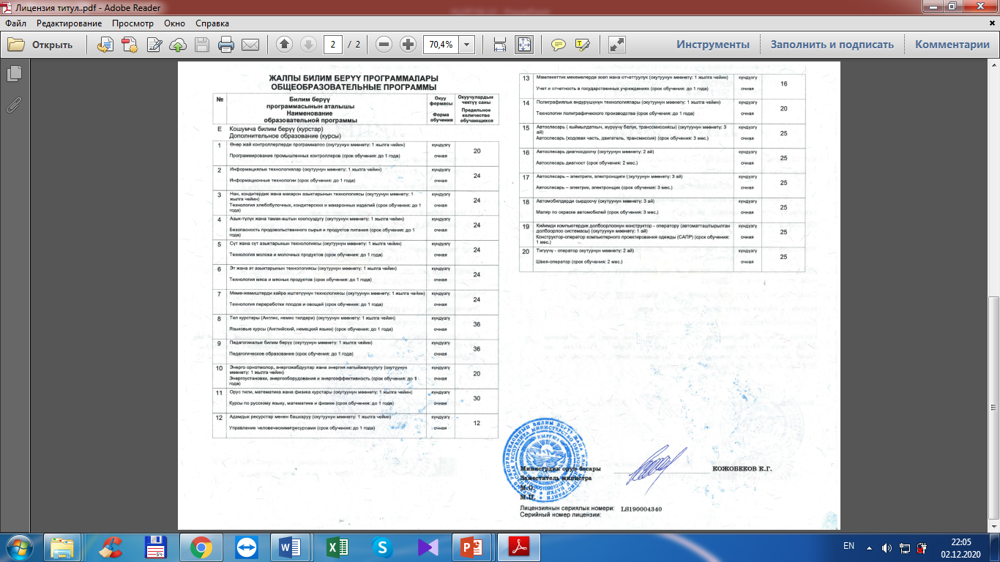 Лицензия титул..pdf - Adobe Reader
Файл Редактирование Просмотр Окно Справка
Открыть 2 / 2 70,4% Инструменты Заполнить и подписать Комментарии
ЖАЛПЫ БИЛИМ БЕРҮҮ ПРОГРАММАЛАРЫ
ОБЩЕОБРАЗОВАТЕЛЬНЫЕ ПРОГРАММЫ
№
Билим берүү
программасынын аталышы
Наименование
образовательной программы
Окуу
формасы
Форма
обучения
Окуучулардын
чектүү саны
Предельное
количество
обучающихся
Е Кошумча билим берүү (курстар)
Дополнительное образование (курсы)
1 Өнөр жай контроллерлерди программалоо (окутуунун мөөнөтү: 1 жылга чейин) күндүзгү
Программирование промышленных контроллеров (срок обучения: до 1 года) очная 20
2 Информациялык технологиялар (окутуунун мөөнөтү: 1 жылга чейин) күндүзгү
Информационные технологии (срок обучения: до 1 года) очная 24
3 Нан, кондитердик жана макарон азыктарынын технологиясы (окутуунун мөөнөтү: 1 күндүзгү
жылга чейин)
Технология хлебобулочных, кондитерских и макаронных изделий (срок обучения: до 1 очная 24
года)
4 Азык-түлүк жана тамак-аштын коопсуздугу (окутуунун мөөнөтү: 1 жылга чейин) күндүзгү
Безопасность продовольственного сырья и продуктов питания (срок обучения: до 1 очная 24
года)
5 Сүт жана сүт азыктарынын технологиясы (окутуунун мөөнөтү: 1 жылга чейин) күндүзгү
Технология молока и молочных продуктов (срок обучения: до 1 года) очная 24
6 Эт жана эт азыктарынын технологиясы (окутуунун мөөнөтү: 1 жылга чейин) күндүзгү
Технология мяса и мясных продуктов (срок обучения: до 1 года) очная 24
7 Мөмө-жемиштерди кайра иштетүүнүн технологиясы (окутуунун мөөнөтү: 1 жылга чейин) күндүзгү
Технология переработки плодов и овощей (срок обучения: до 1 года) очная 24
8 Тил курстары (Англис, немис тилдери) (окутуунун мөөнөтү: 1 жылга чейин) күндүзгү
Языковые курсы (Английский, немецкий языки) (срок обучения: до 1 года) очная 36
9 Педагогикалык билим берүү (окутуунун мөөнөтү: 1 жылга чейин) күндүзгү
Педагогическое образование (срок обучения: до 1 года) очная 36
10 Энерго орнотмолор, энергожабдуулар жана энергия натыйжалуулугу (окутуунун күндүзгү
мөөнөтү: 1 жылга чейин)
Энергоустановки, энергооборудования и энергоэффективность (срок обучения: до 1 очная 20
года)
11 Орус тили, математика жана физика курстары (окутуунун мөөнөтү: 1 жылга чейин) күндүзгү
Курсы по русскому языку, математике и физике (срок обучения: до 1 года) очная 30
12 Адамдык ресурстар менен башкаруу (окутуунун мөөнөтү: 1 жылга чейин) күндүзгү
Управление человеческими ресурсами (срок обучения: до 1 года) очная 12
13 Мамлекеттик мекемелерде эсеп жана отчеттуулук (окутуунун мөөнөтү: 1 жылга чейин) күндүзгү
Учет и отчетность в государственных учреждениях (срок обучения: до 1 года) очная 16
14 Полиграфиялык өндүрүшүнүн технологиялары (окутуунун мөөнөтү: 1 жылга чейин) күндүзгү
Технологии полиграфического производства (срок обучения: до 1 года) очная 20
15 Автослесарь ( кыймылдаткыч, жүрүүчү бөлүк, транссмиссиясы) (окутуунун мөөнөтү: 3 күндүзгү
ай)
Автослесарь (ходовая часть, двигатель, трансмиссия) (срок обучения: 3 мес.) очная 25
16 Автослесарь диагносдоочу (окутуунун мөөнөтү: 2 ай) күндүзгү
Автослесарь диагност (срок обучения: 2 мес.) очная 25
17 Автослесарь – электриги, электронщиги (окутуунун мөөнөтү: 3 ай) күндүзгү
Автослесарь – электрик, электронщик (срок обучения: 3 мес.) очная 25
18 Автомобилдерди сырдоочу (окутуунун мөөнөтү: 3 ай) күндүзгү
Маляр по окраске автомобилей (срок обучения: 3 мес.) очная 25
19 Кийимди компьютердик долбоорлоонун конструктор - оператору (автоматташтырылган күндүзгү
долбоорлоо системасы) (окутуунун мөөнөтү: 1 ай)
Конструктор-оператор компьютерного проектирования одежды (САПР) (срок обучения: очная 25
1 мес.)
20 Тигүүчү - оператор окутуунун мөөнөтү: 2 ай) күндүзгү
Швея-оператор (срок обучения: 2 мес.) очная 25
Министрдин орун басары
Заместитель министра КОЖОБЕКОВ К.Г.
М.О.
М.П.
Лицензиянын сериялык номери: LS190004340
Серийный номер лицензии:
EN 22:05
02.12.2020